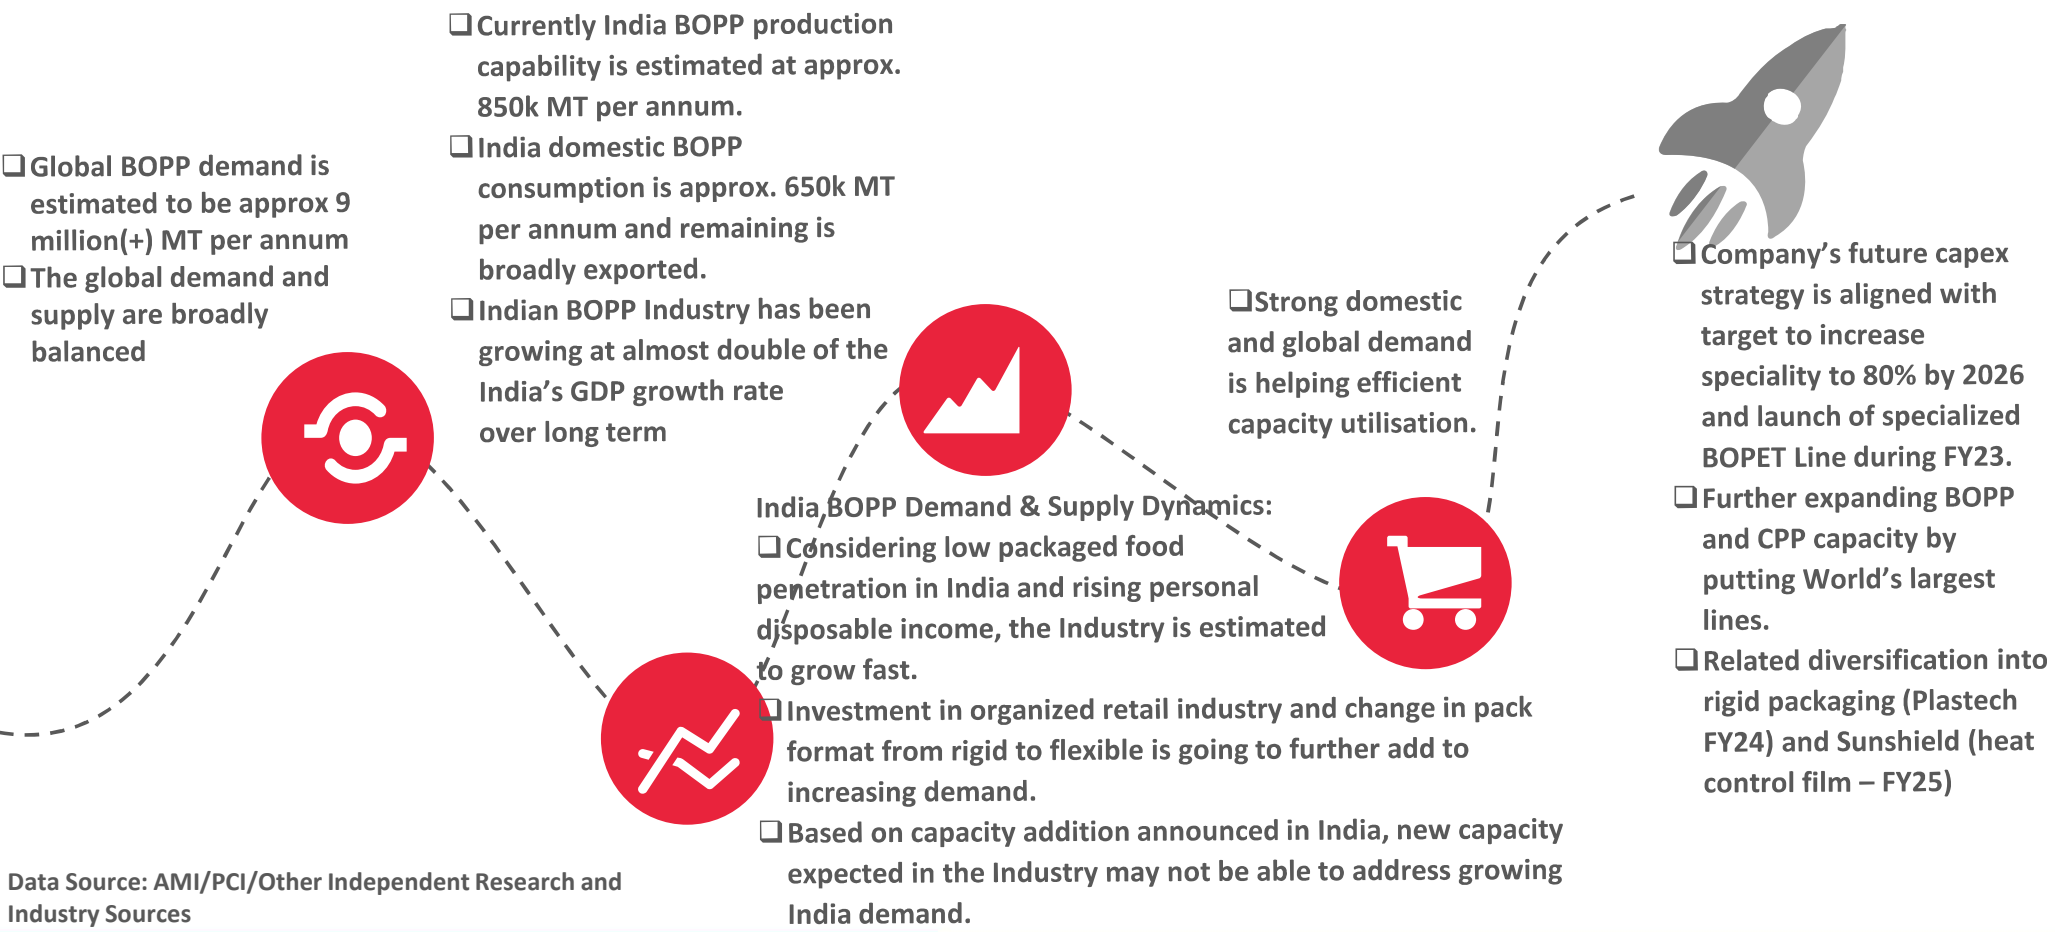 ❑Global BOPP demand is
estimated to be approx 9
million(+) MT per annum
❑The global demand and
supply are broadly
balanced
❑Currently India BOPP production
capability is estimated at approx.
850k MT per annum.
❑India domestic BOPP
consumption is approx. 650k MT
per annum and remaining is
broadly exported.
❑Indian BOPP Industry has been
growing at almost double of the
India’s GDP growth rate
over long term
India BOPP Demand & Supply Dynamics:
❑Considering low packaged food
penetration in India and rising personal
disposable income, the Industry is estimated
to grow fast.
❑Investment in organized retail industry and change in pack
format from rigid to flexible is going to further add to
increasing demand.
❑Based on capacity addition announced in India, new capacity
expected in the Industry may not be able to address growing
India demand.
❑Strong domestic
and global demand
is helping efficient
capacity utilisation.
❑Company’s future capex
strategy is aligned with
target to increase
speciality to 80% by 2026
and launch of specialized
BOPET Line during FY23.
❑Further expanding BOPP
and CPP capacity by
putting World’s largest
lines.
❑Related diversification into
rigid packaging (Plastech
FY24) and Sunshield (heat
control film – FY25)
Data Source: AMI/PCI/Other Independent Research and
Industry Sources